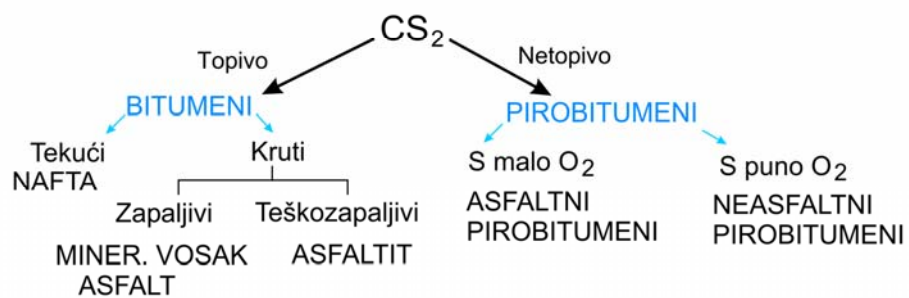 CS₂
Topivo
Netopivo
BITUMENI
PIROBITUMENI
Tekući
NAFTA
Kruti
S malo O₂
ASFALTNI
PIROBITUMENI
S puno O₂
NEASFALTNI
PIROBITUMENI
Zapaljivi
Teškozapaljivi
MINER. VOSAK
ASFALT
ASFALTIT